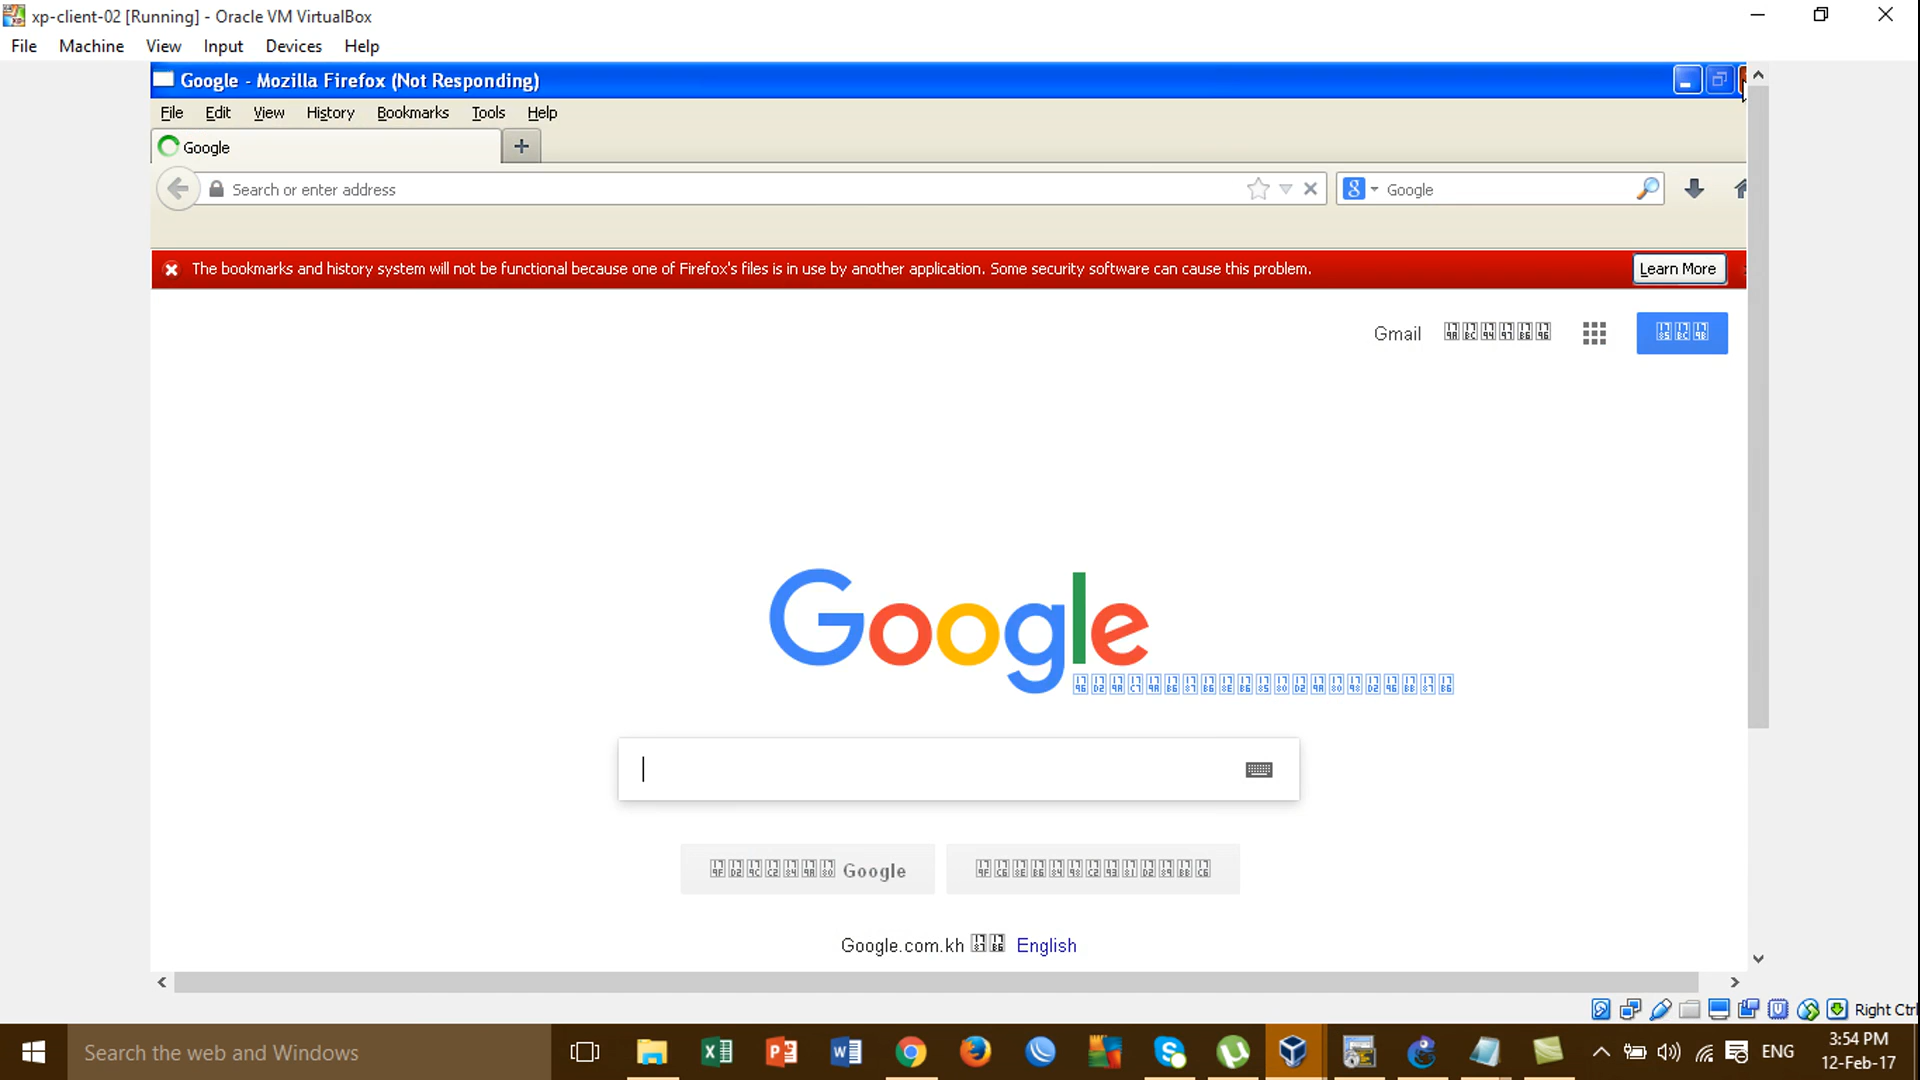 xp-client-02 [Running] - Oracle VM VirtualBox
File Machine View Input Devices Help
Google - Mozilla Firefox (Not Responding)
File Edit View History Bookmarks Tools Help
Google
Search or enter address
Google
The bookmarks and history system will not be functional because one of Firefox's files is in use by another application. Some security software can cause this problem.
Learn More
Gmail
Google
Google
Google.com.kh
English
Right Ctrl
Search the web and Windows
ENG
3:54 PM
12-Feb-17